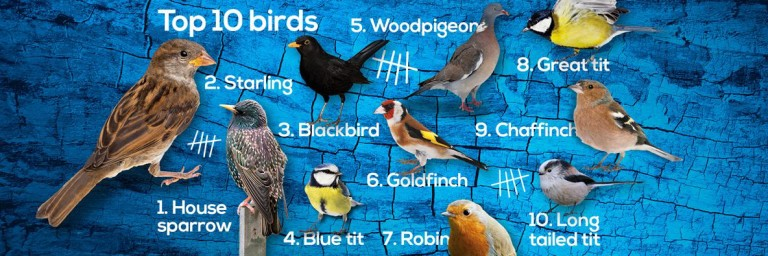 Top 10 birds
1. House
sparrow
2. Starling
3. Blackbird
4. Blue tit
5. Woodpigeon
6. Goldfinch
7. Robin
8. Great tit
9. Chaffinch
10. Long
tailed tit